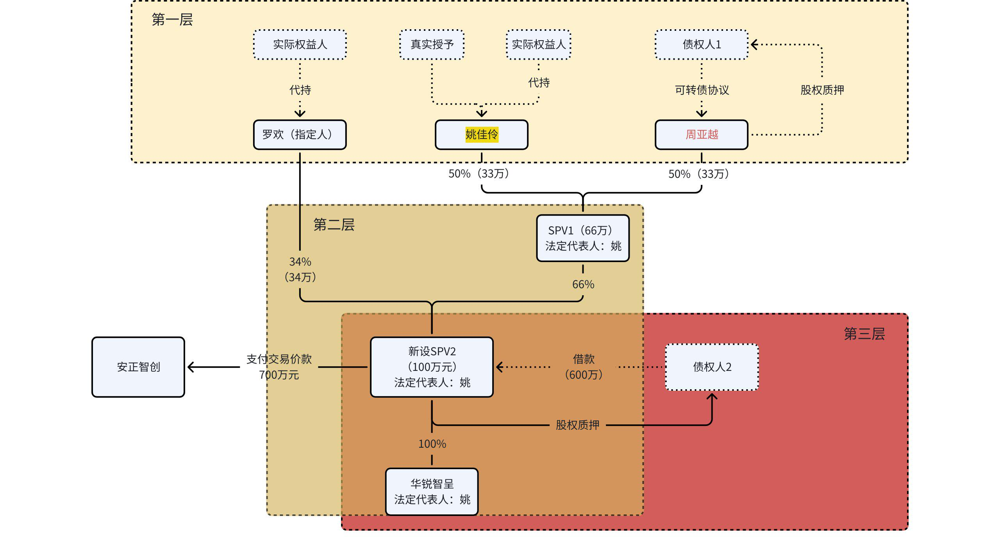 第一层
实际权益人
真实授予
实际权益人
债权人1
代持
代持
可转债协议
股权质押
罗欢（指定人）
姚佳伶
周亚越
50%（33万）
50%（33万）
第二层
SPV1（66万）
法定代表人：姚
34%
（34万）
66%
第三层
安正智创
支付交易价款
700万元
新设SPV2
（100万元）
法定代表人：姚
借款
（600万）
债权人2
股权质押
100%
华锐智呈
法定代表人：姚